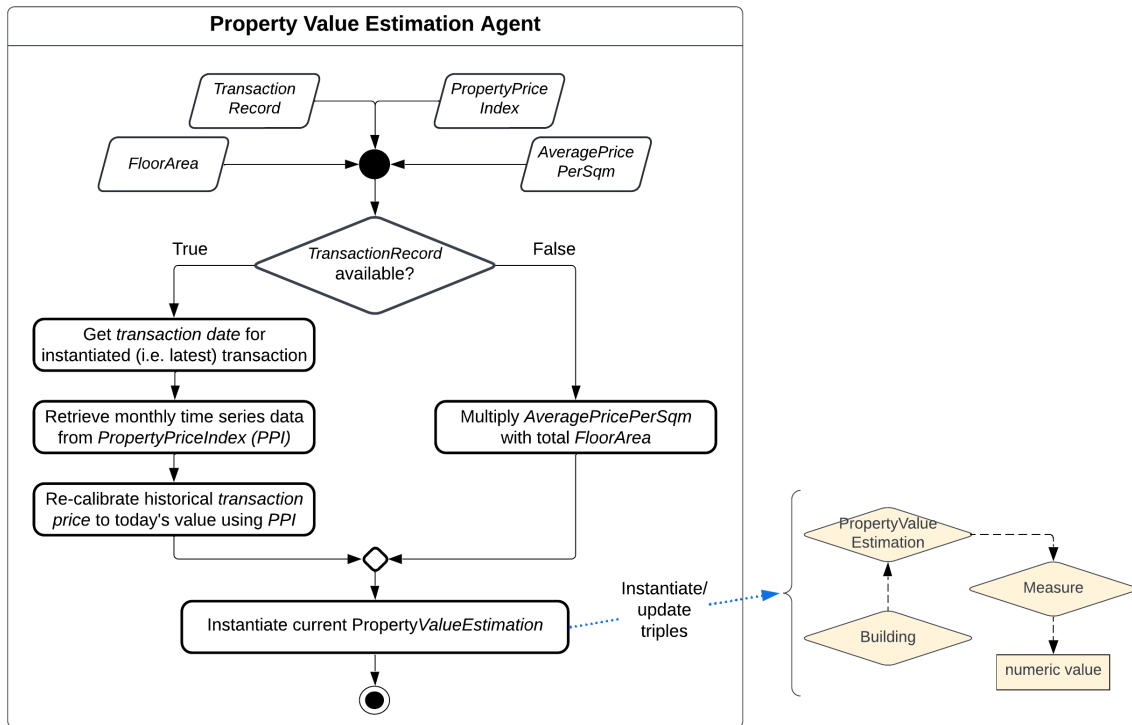 Property Value Estimation Agent
Transaction
Record
PropertyPrice
Index
FloorArea
AveragePrice
PerSqm
True
TransactionRecord
available?
False
Get transaction date for
instantiated (i.e. latest) transaction
Retrieve monthly time series data
from PropertyPriceIndex (PPI)
Multiply AveragePricePerSqm
with total FloorArea
Re-calibrate historical transaction
price to today's value using PPI
Instantiate current PropertyValueEstimation
Instantiate/
update
triples
PropertyValue
Estimation
Measure
Building
numeric value